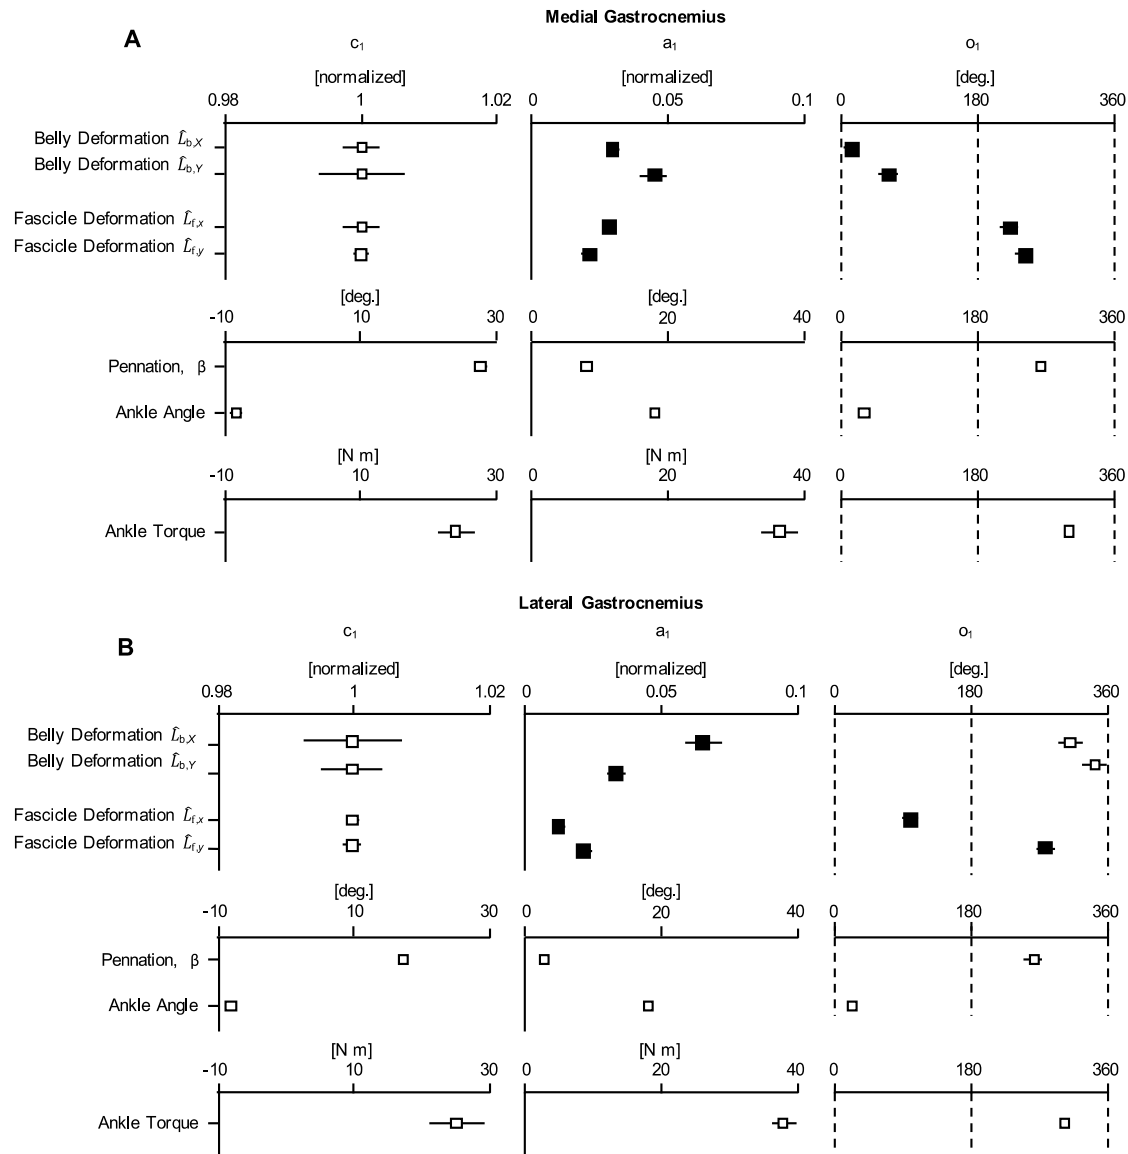 Medial Gastrocnemius
A
c₁ a₁ o₁
[normalized] [normalized] [deg.]
0.98 1 1.02 0 0.05 0.1 0 180 360
Belly Deformation L̂b,X
Belly Deformation L̂b,Y
Fascicle Deformation L̂f,x
Fascicle Deformation L̂f,y
[deg.] [deg.]
-10 10 30 0 20 40 0 180 360
Pennation, β
Ankle Angle
[N m] [N m]
-10 10 30 0 20 40 0 180 360
Ankle Torque
Lateral Gastrocnemius
B
c₁ a₁ o₁
[normalized] [normalized] [deg.]
0.98 1 1.02 0 0.05 0.1 0 180 360
Belly Deformation L̂b,X
Belly Deformation L̂b,Y
Fascicle Deformation L̂f,x
Fascicle Deformation L̂f,y
[deg.] [deg.]
-10 10 30 0 20 40 0 180 360
Pennation, β
Ankle Angle
[N m] [N m]
-10 10 30 0 20 40 0 180 360
Ankle Torque